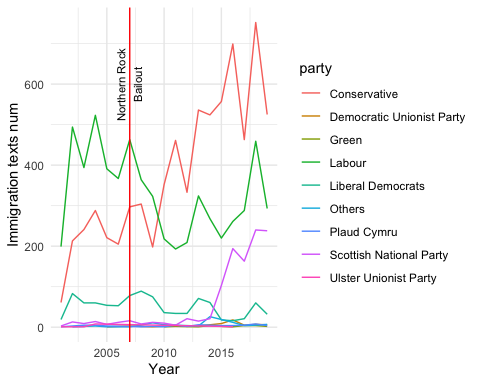 Immigration texts num
600
400
200
0
Northern Rock
Bailout
2005
2010
2015
Year
party
Conservative
Democratic Unionist Party
Green
Labour
Liberal Democrats
Others
Plaud Cymru
Scottish National Party
Ulster Unionist Party